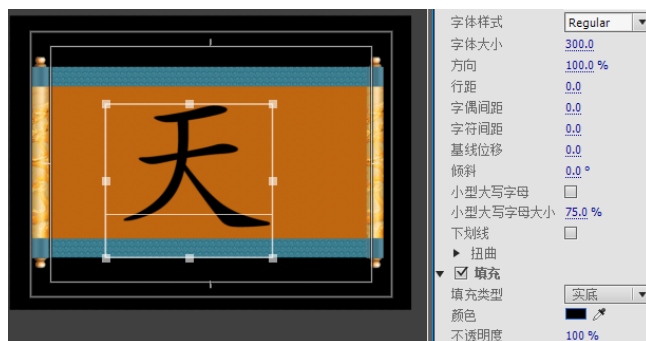 天
字体样式 Regular
字体大小 300.0
方向 100.0 %
行距 0.0
字偶间距 0.0
字符间距 0.0
基线位移 0.0
倾斜 0.0 °
小型大写字母
小型大写字母大小 75.0 %
下划线
扭曲
填充
填充类型 实底
颜色
不透明度 100 %